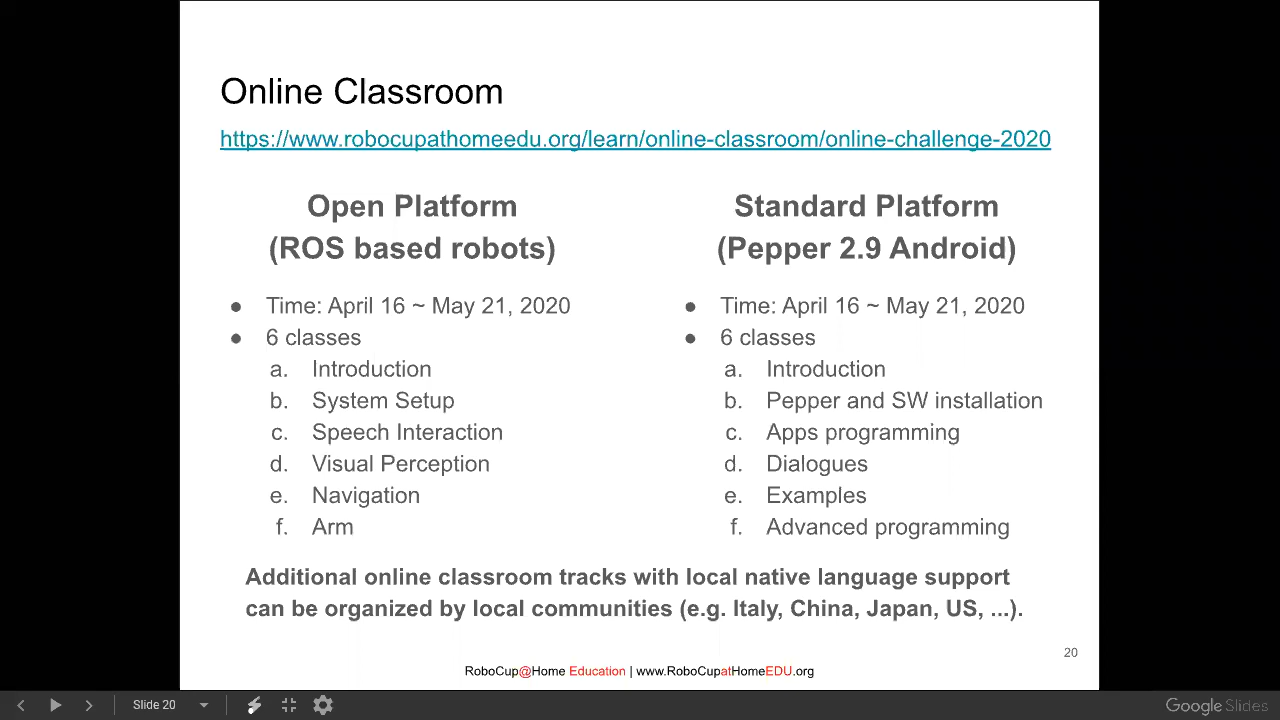 Online Classroom
https://www.robocupathomeedu.org/learn/online-classroom/online-challenge-2020
Open Platform
(ROS based robots)
● Time: April 16 ~ May 21, 2020
● 6 classes
a. Introduction
b. System Setup
c. Speech Interaction
d. Visual Perception
e. Navigation
f. Arm
Standard Platform
(Pepper 2.9 Android)
● Time: April 16 ~ May 21, 2020
● 6 classes
a. Introduction
b. Pepper and SW installation
c. Apps programming
d. Dialogues
e. Examples
f. Advanced programming
Additional online classroom tracks with local native language support
can be organized by local communities (e.g. Italy, China, Japan, US, ...).
20
RoboCup@Home Education | www.RoboCupatHomeEDU.org
Slide 20
Google Slides